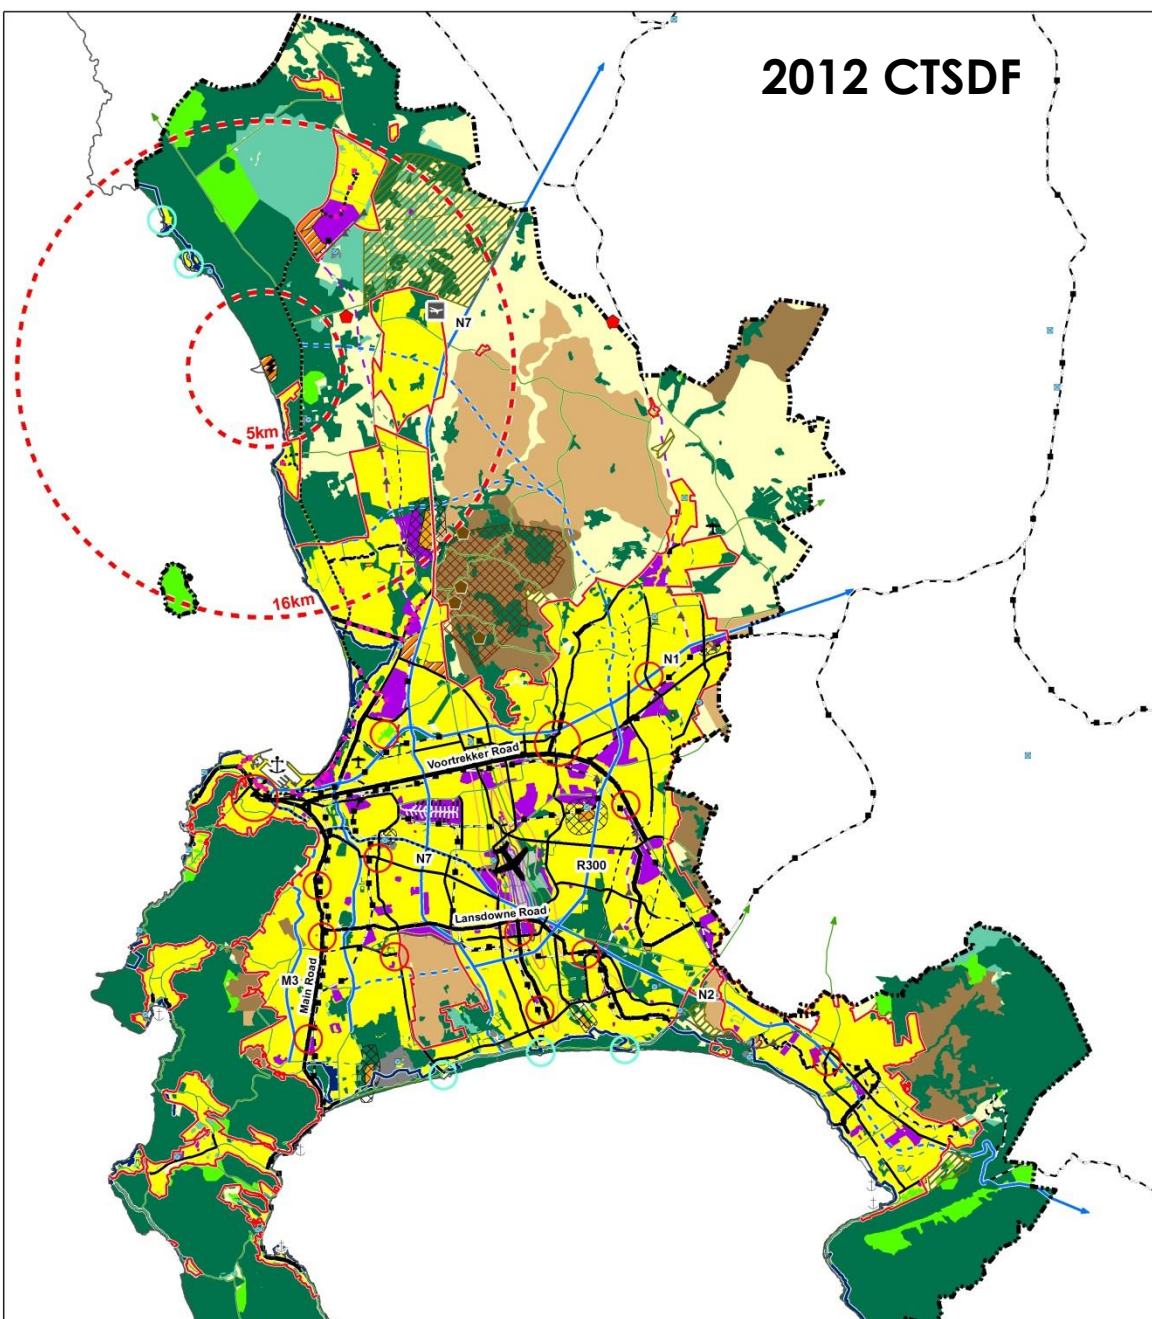 2012 CTSDF
N7
5km
16km
N1
Voortrekker Road
N7
R300
Lansdowne Road
M3
Main Road
N2